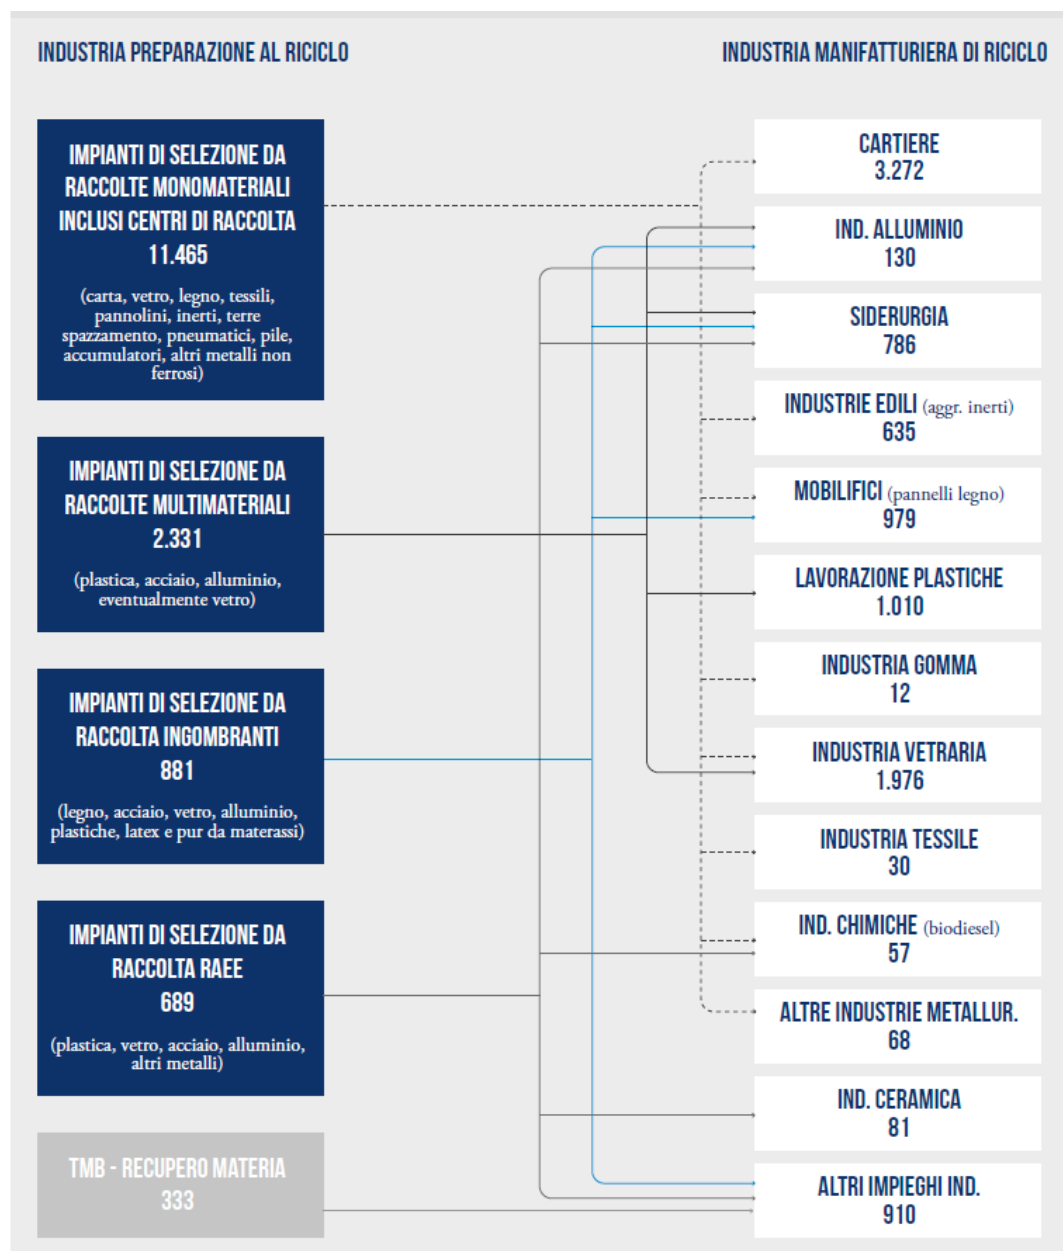 INDUSTRIA PREPARAZIONE AL RICICLO
INDUSTRIA MANIFATTURIERA DI RICICLO
IMPIANTI DI SELEZIONE DA
RACCOLTE MONOMATERIALI
INCLUSI CENTRI DI RACCOLTA
11.465
(carta, vetro, legno, tessili,
pannolini, inerti, terre
spazzamento, pneumatici, pile,
accumulatori, altri metalli non
ferrosi)
IMPIANTI DI SELEZIONE DA
RACCOLTE MULTIMATERIALI
2.331
(plastica, acciaio, alluminio,
eventualmente vetro)
IMPIANTI DI SELEZIONE DA
RACCOLTA INGOMBRANTI
881
(legno, acciaio, vetro, alluminio,
plastiche, latex e pur da materassi)
IMPIANTI DI SELEZIONE DA
RACCOLTA RAEE
689
(plastica, vetro, acciaio, alluminio,
altri metalli)
TMB - RECUPERO MATERIA
333
CARTIERE
3.272
IND. ALLUMINIO
130
SIDERURGIA
786
INDUSTRIE EDILI (aggr. inerti)
635
MOBILIFICI (pannelli legno)
979
LAVORAZIONE PLASTICHE
1.010
INDUSTRIA GOMMA
12
INDUSTRIA VETRARIA
1.976
INDUSTRIA TESSILE
30
IND. CHIMICHE (biodiesel)
57
ALTRE INDUSTRIE METALLUR.
68
IND. CERAMICA
81
ALTRI IMPIEGHI IND.
910